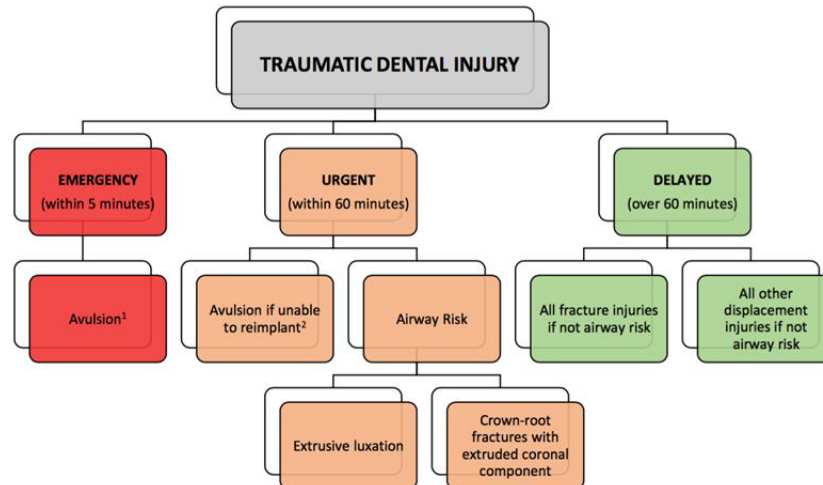 TRAUMATIC DENTAL INJURY
EMERGENCY
(within 5 minutes)
URGENT
(within 60 minutes)
DELAYED
(over 60 minutes)
Avulsion¹
Avulsion if unable
to reimplant²
Airway Risk
All fracture injuries
if not airway risk
All other
displacement
injuries if not
airway risk
Extrusive luxation
Crown-root
fractures with
extruded coronal
component